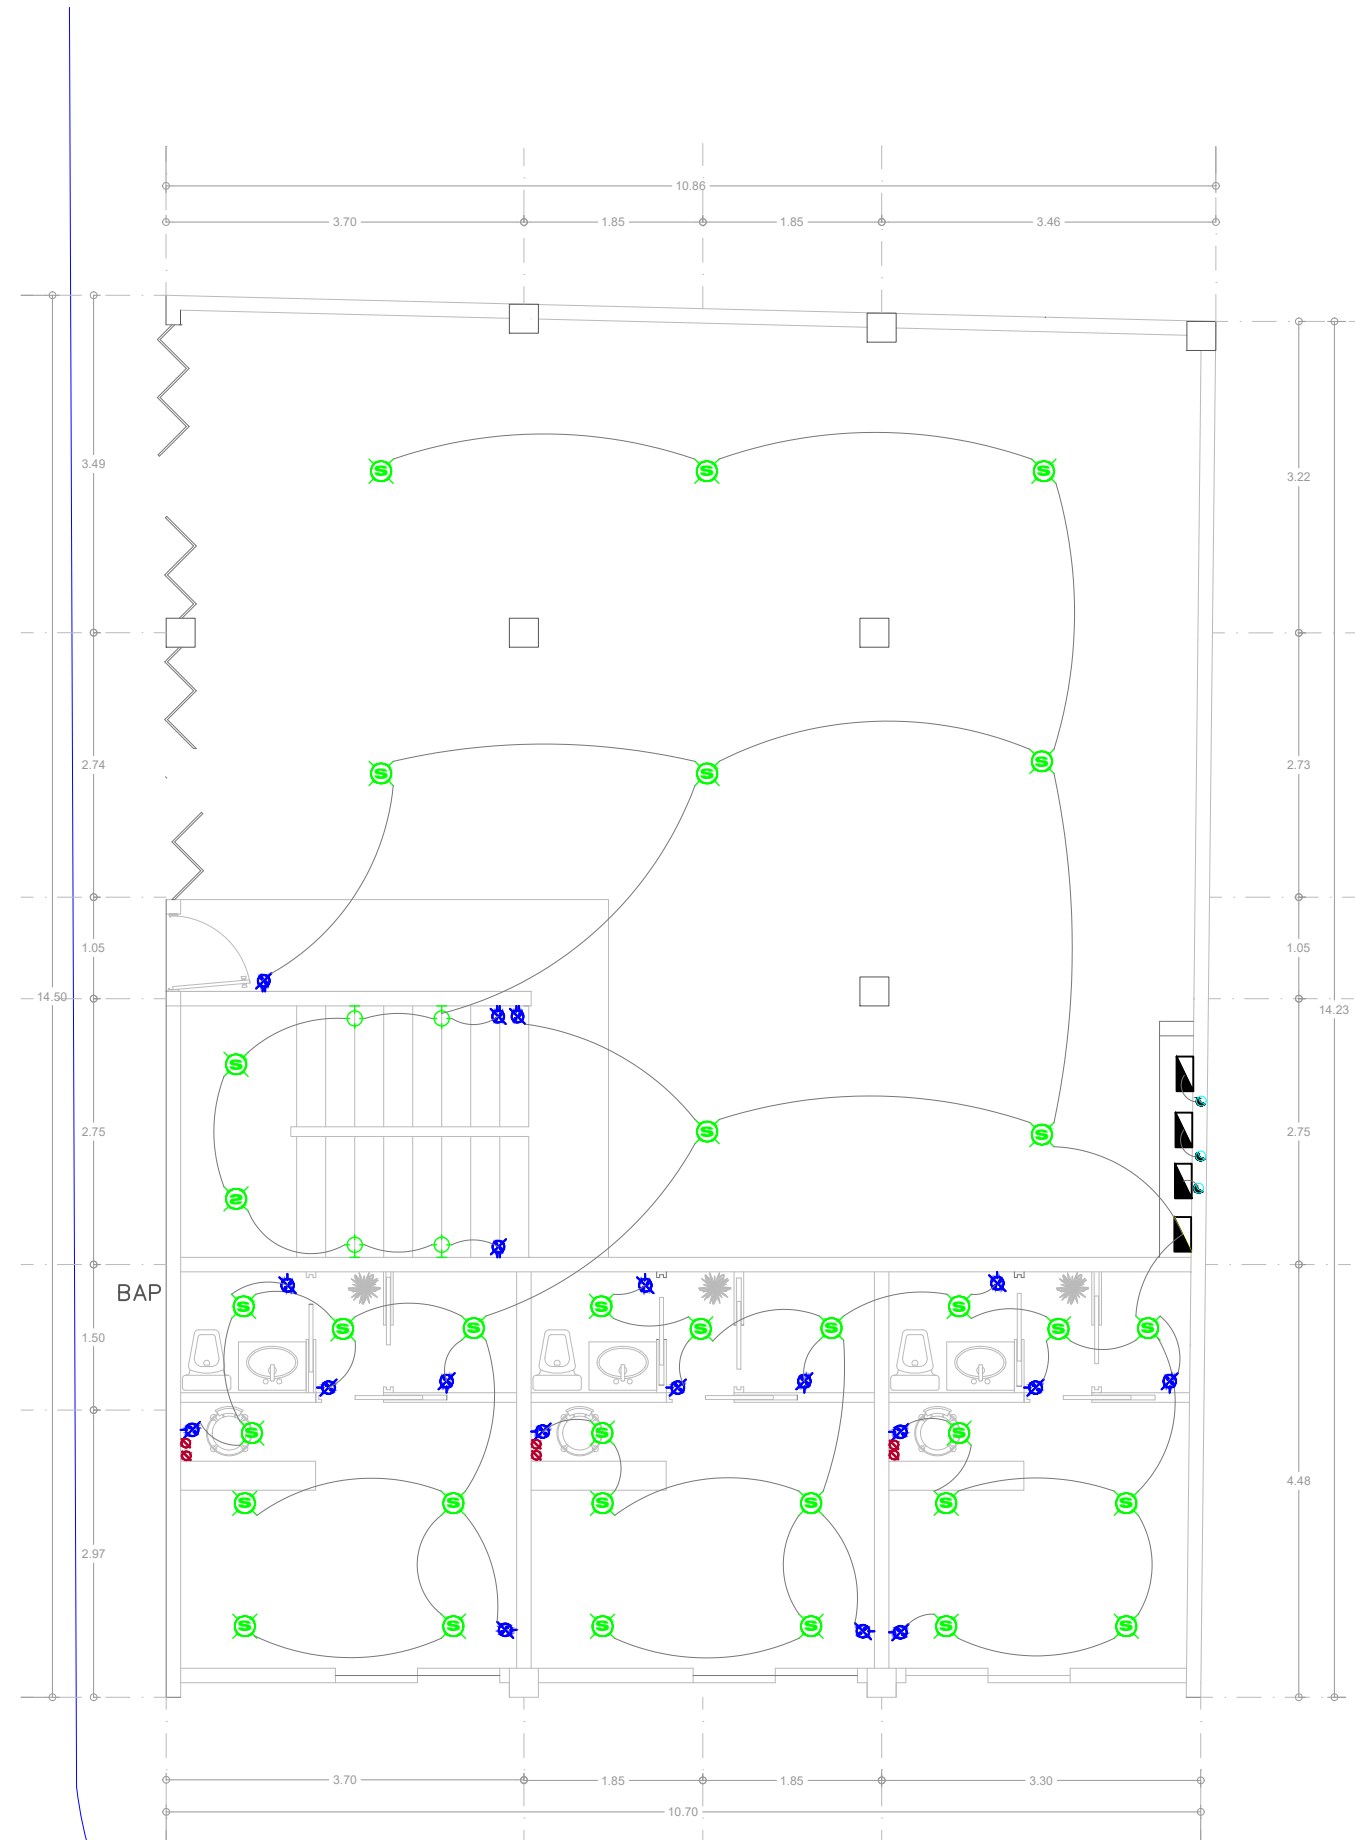 10.86
3.70 1.85 1.85 3.46
3.49 3.22
2.74 2.73
1.05 1.05
14.50 14.23
S S S
S S S
S
S S
S
2.75 2.75
BAP
S S S
S S S S S S
1.50
S S S
4.48
S S S S S S
2.97
S S S S S S
3.70 1.85 1.85 3.30
10.70